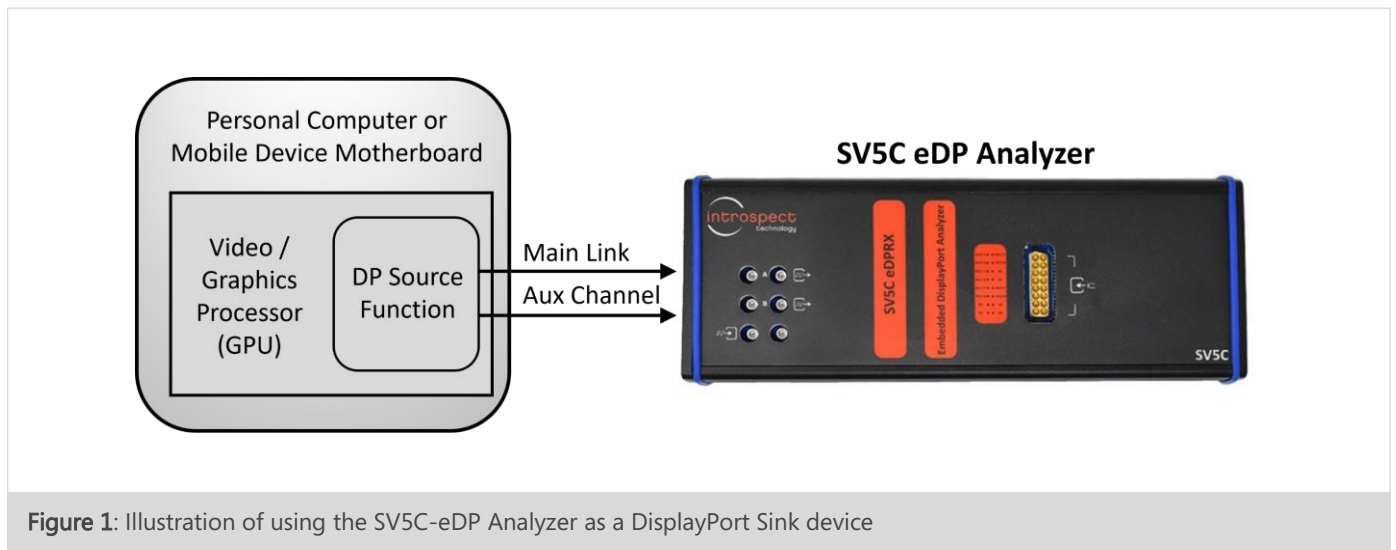 Personal Computer or
Mobile Device Motherboard
Video /
Graphics
Processor
(GPU)
DP Source
Function
Main Link
Aux Channel
SV5C eDP Analyzer
introspect
technology
A
B
SV5C eDPRX
Embedded DisplayPort Analyzer
SV5C
Figure 1: Illustration of using the SV5C-eDP Analyzer as a DisplayPort Sink device